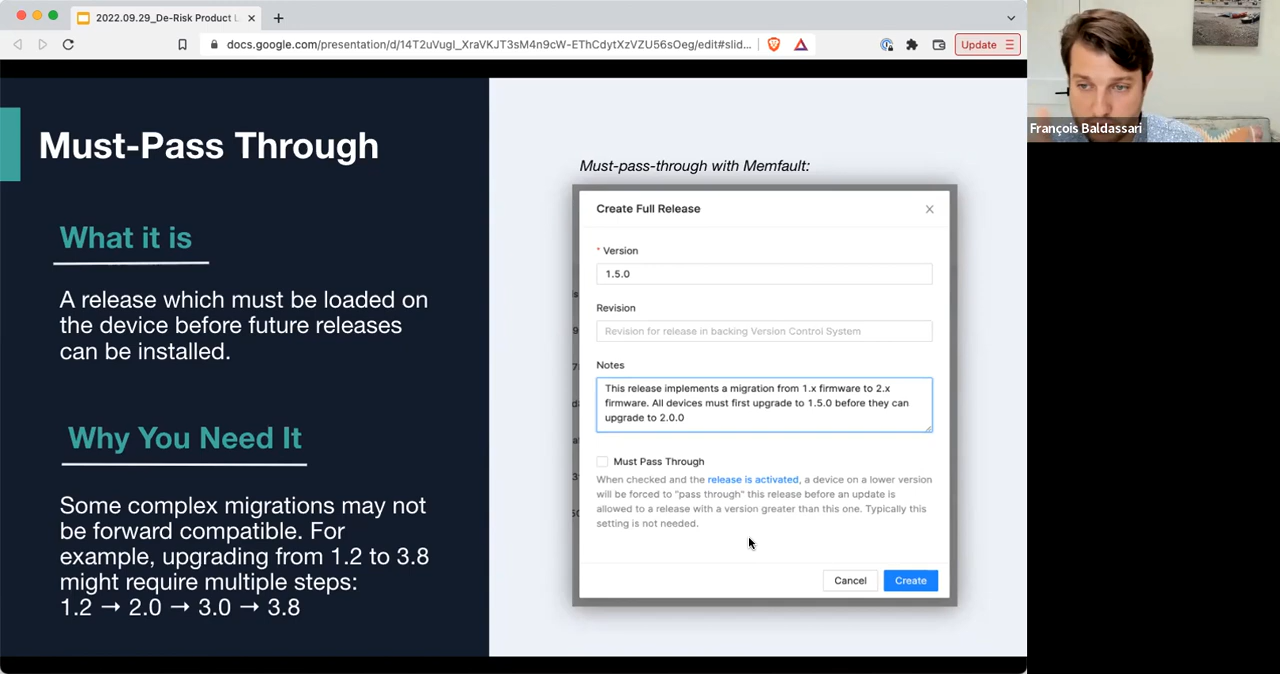 2022.09.29_De-Risk Product L
docs.google.com/presentation/d/14T2uVugl_XraVKJT3sM4n9cW-EThCdytXzVZU56sOeg/edit#slid...
Update
François Baldassari
Must-Pass Through
What it is
A release which must be loaded on
the device before future releases
can be installed.
Why You Need It
Some complex migrations may not
be forward compatible. For
example, upgrading from 1.2 to 3.8
might require multiple steps:
1.2 → 2.0 → 3.0 → 3.8
Must-pass-through with Memfault:
Create Full Release
* Version
1.5.0
Revision
Revision for release in backing Version Control System
Notes
This release implements a migration from 1.x firmware to 2.x
firmware. All devices must first upgrade to 1.5.0 before they can
upgrade to 2.0.0
Must Pass Through
When checked and the release is activated, a device on a lower version
will be forced to "pass through" this release before an update is
allowed to a release with a version greater than this one. Typically this
setting is not needed.
Cancel
Create